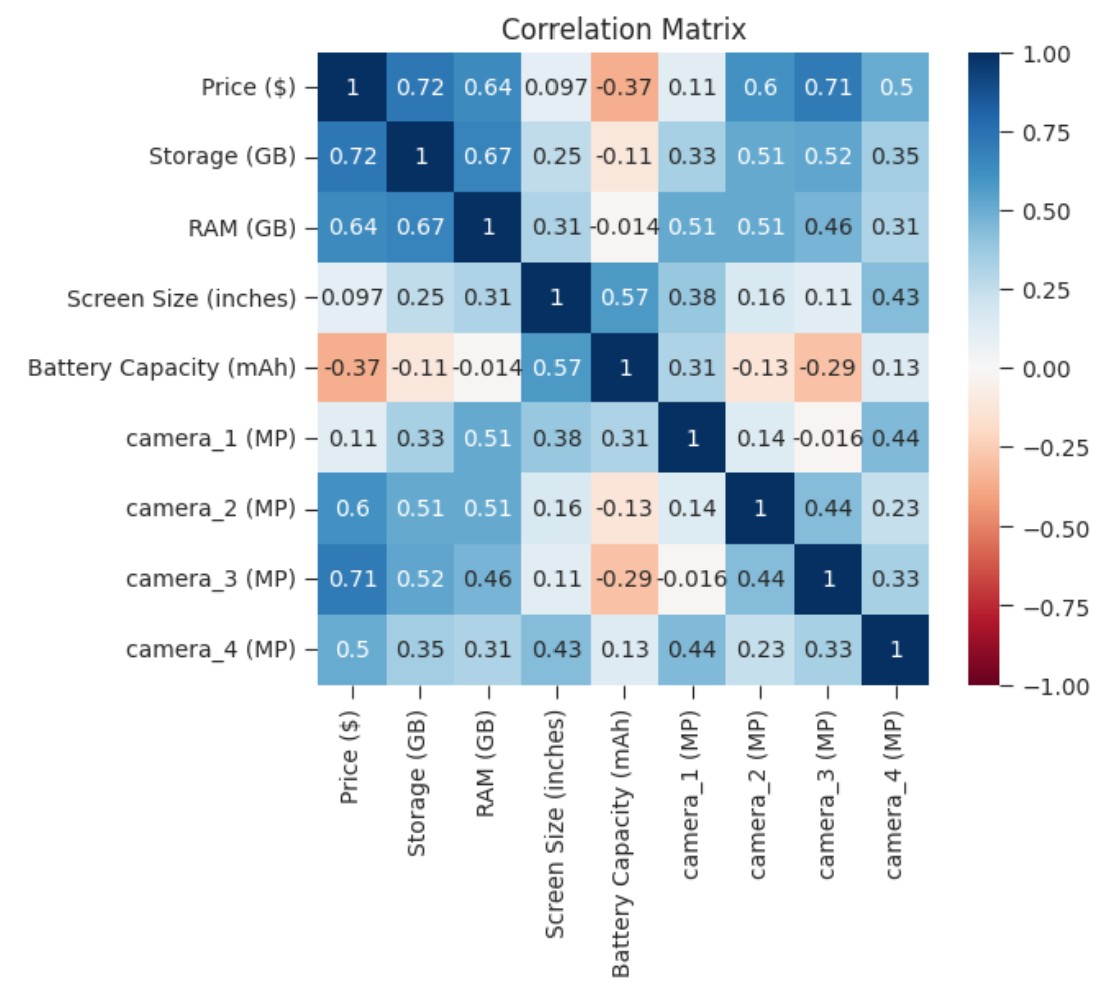 Correlation Matrix
Price ($) 1 0.72 0.64 0.097 -0.37 0.11 0.6 0.71 0.5
Storage (GB) 0.72 1 0.67 0.25 -0.11 0.33 0.51 0.52 0.35
RAM (GB) 0.64 0.67 1 0.31 -0.014 0.51 0.51 0.46 0.31
Screen Size (inches) 0.097 0.25 0.31 1 0.57 0.38 0.16 0.11 0.43
Battery Capacity (mAh) -0.37 -0.11 -0.014 0.57 1 0.31 -0.13 -0.29 0.13
camera_1 (MP) 0.11 0.33 0.51 0.38 0.31 1 0.14 -0.016 0.44
camera_2 (MP) 0.6 0.51 0.51 0.16 -0.13 0.14 1 0.44 0.23
camera_3 (MP) 0.71 0.52 0.46 0.11 -0.29 -0.016 0.44 1 0.33
camera_4 (MP) 0.5 0.35 0.31 0.43 0.13 0.44 0.23 0.33 1
Price ($)
Storage (GB)
RAM (GB)
Screen Size (inches)
Battery Capacity (mAh)
camera_1 (MP)
camera_2 (MP)
camera_3 (MP)
camera_4 (MP)
1.00
0.75
0.50
0.25
0.00
−0.25
−0.50
−0.75
−1.00